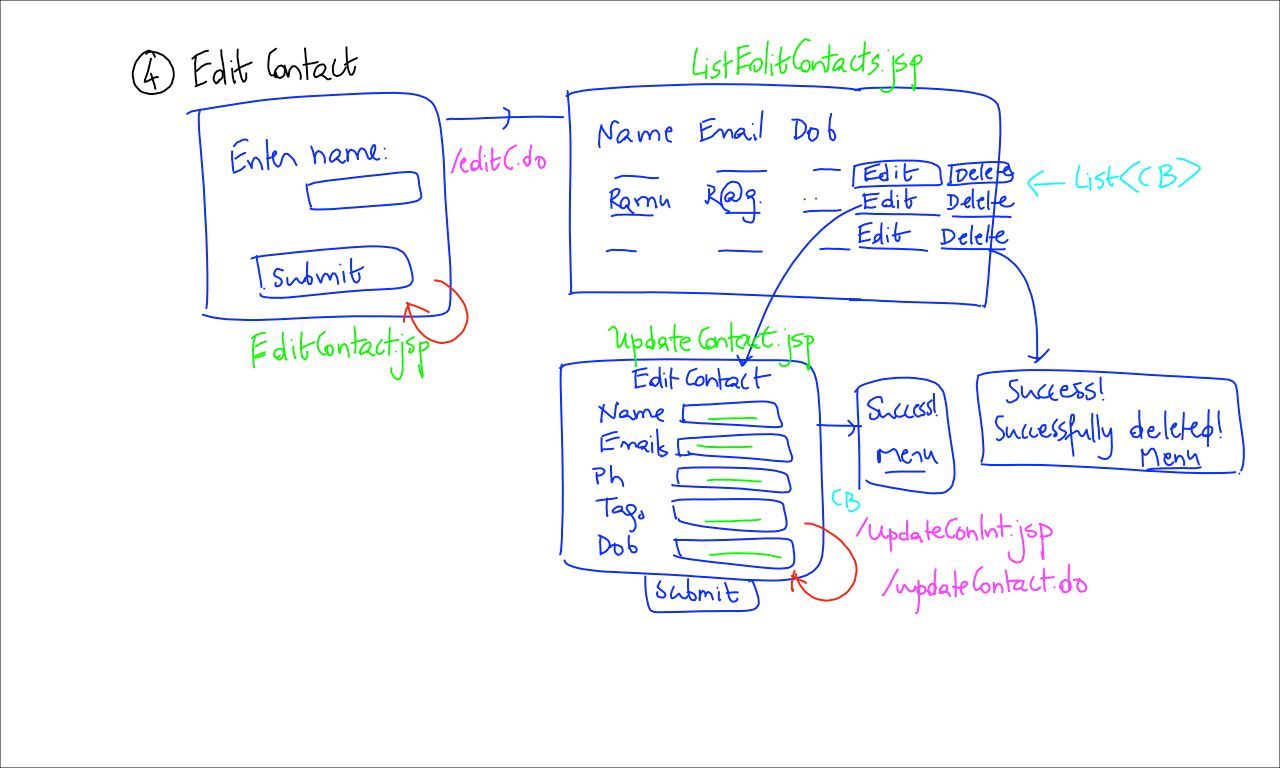 ④ Edit Contact
Enter name:
Submit
EditContact.jsp
/editC.do
ListEditContacts.jsp
Name Email Dob
Edit Delete
Ramu R@g. .. Edit Delete
Edit Delete
← List<CB>
UpdateContact.jsp
Edit Contact
Name
Emails
Ph
Tags
Dob
Submit
Success!
Menu
CB
/updateConInt.jsp
/updateContact.do
Success!
Successfully deleted!
Menu